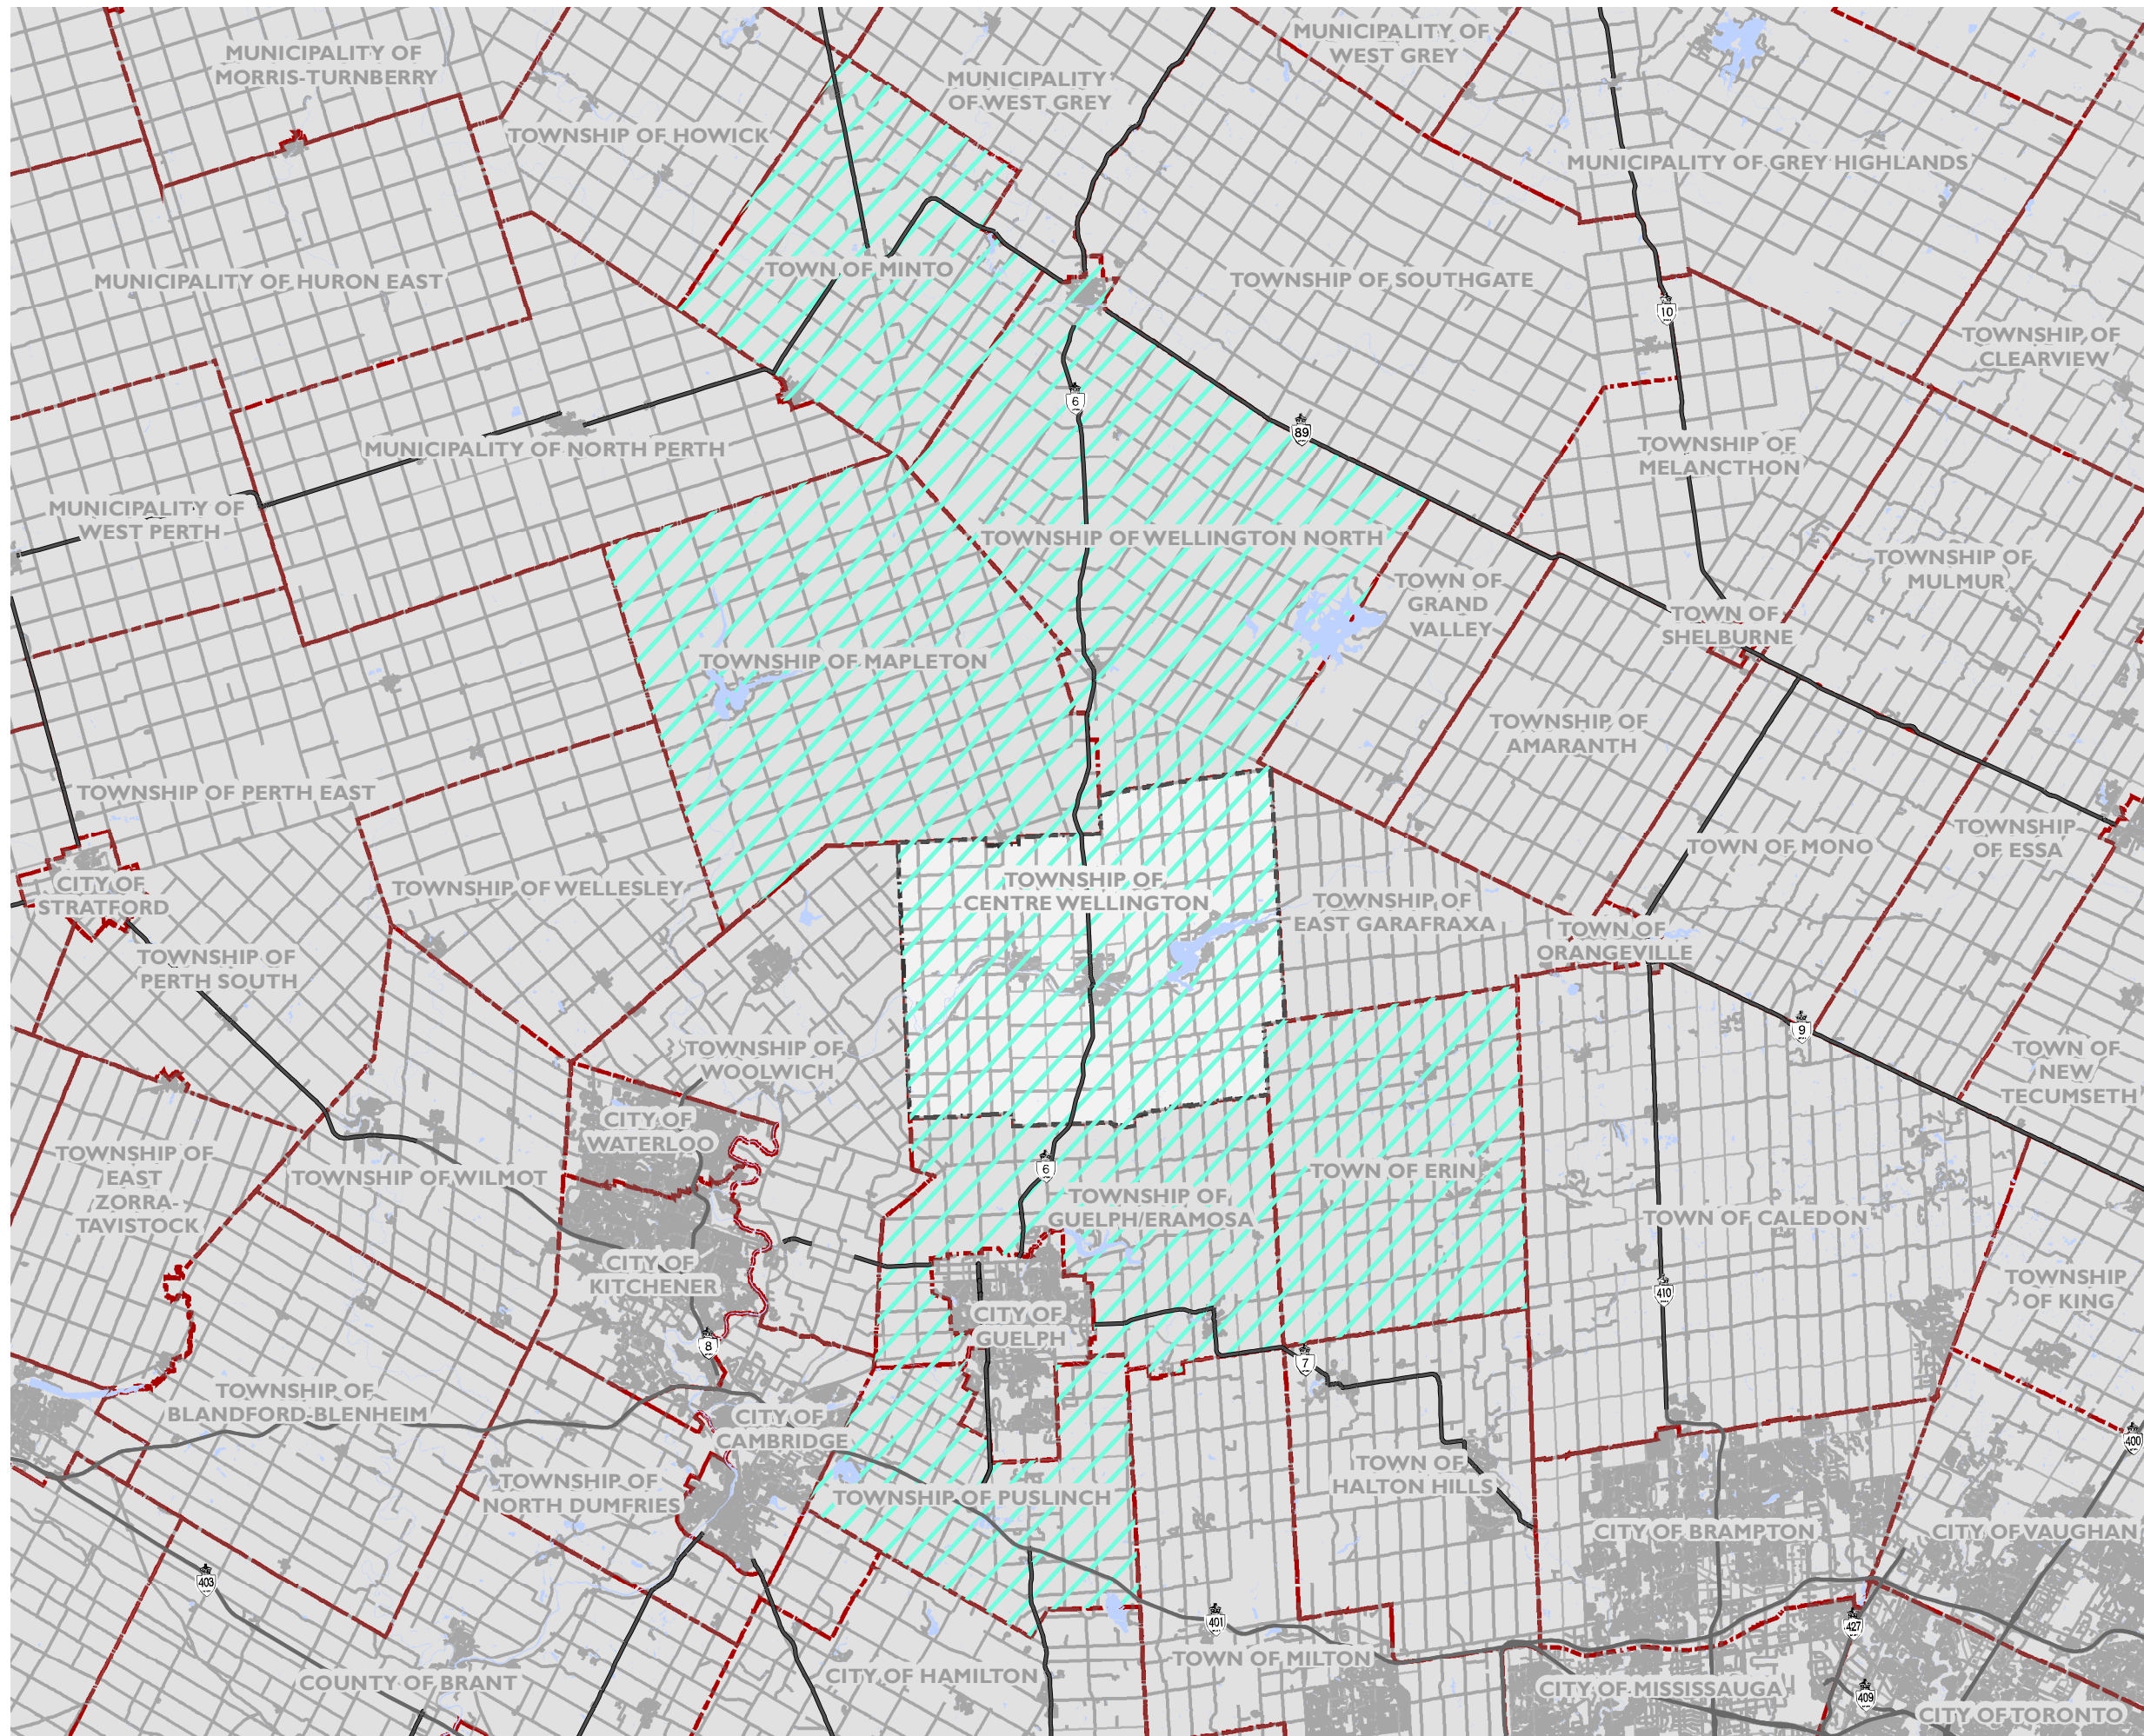 MUNICIPALITY OF
MORRIS-TURNBERRY
MUNICIPALITY
OF WEST GREY
MUNICIPALITY OF
WEST GREY
TOWNSHIP OF HOWICK
MUNICIPALITY OF GREY HIGHLANDS
MUNICIPALITY OF HURON EAST
TOWN OF MINTO
TOWNSHIP OF SOUTHGATE
10
TOWNSHIP OF
CLEARVIEW
6
89
MUNICIPALITY OF NORTH PERTH
TOWNSHIP OF
MELANCTHON
MUNICIPALITY OF
WEST PERTH
TOWNSHIP OF WELLINGTON NORTH
TOWN OF
GRAND
VALLEY
TOWNSHIP OF
MULMUR
TOWN OF
SHELBURNE
TOWNSHIP OF MAPLETON
TOWNSHIP OF
AMARANTH
TOWNSHIP OF PERTH EAST
TOWN OF MONO
TOWNSHIP
OF ESSA
CITY OF
STRATFORD
TOWNSHIP OF WELLESLEY
TOWNSHIP OF
CENTRE WELLINGTON
TOWNSHIP OF
EAST GARAFRAXA
TOWN OF
ORANGEVILLE
TOWNSHIP OF
PERTH SOUTH
9
TOWNSHIP OF
WOOLWICH
TOWN OF
NEW
TECUMSETH
CITY OF
WATERLOO
TOWNSHIP OF
EAST
ZORRA-
TAVISTOCK
TOWNSHIP OF WILMOT
6
TOWN OF ERIN
TOWNSHIP OF
GUELPH/ERAMOSA
TOWN OF CALEDON
CITY OF
KITCHENER
410
TOWNSHIP
OF KING
CITY OF
GUELPH
8
7
TOWNSHIP OF
BLANDFORD-BLENHEIM
CITY OF
CAMBRIDGE
400
TOWNSHIP OF
NORTH DUMFRIES
TOWNSHIP OF PUSLINCH
TOWN OF
HALTON HILLS
CITY OF BRAMPTON
CITY OF VAUGHAN
403
401
427
COUNTY OF BRANT
CITY OF HAMILTON
TOWN OF MILTON
CITY OF MISSISSAUGA
409
CITY OF TORONTO